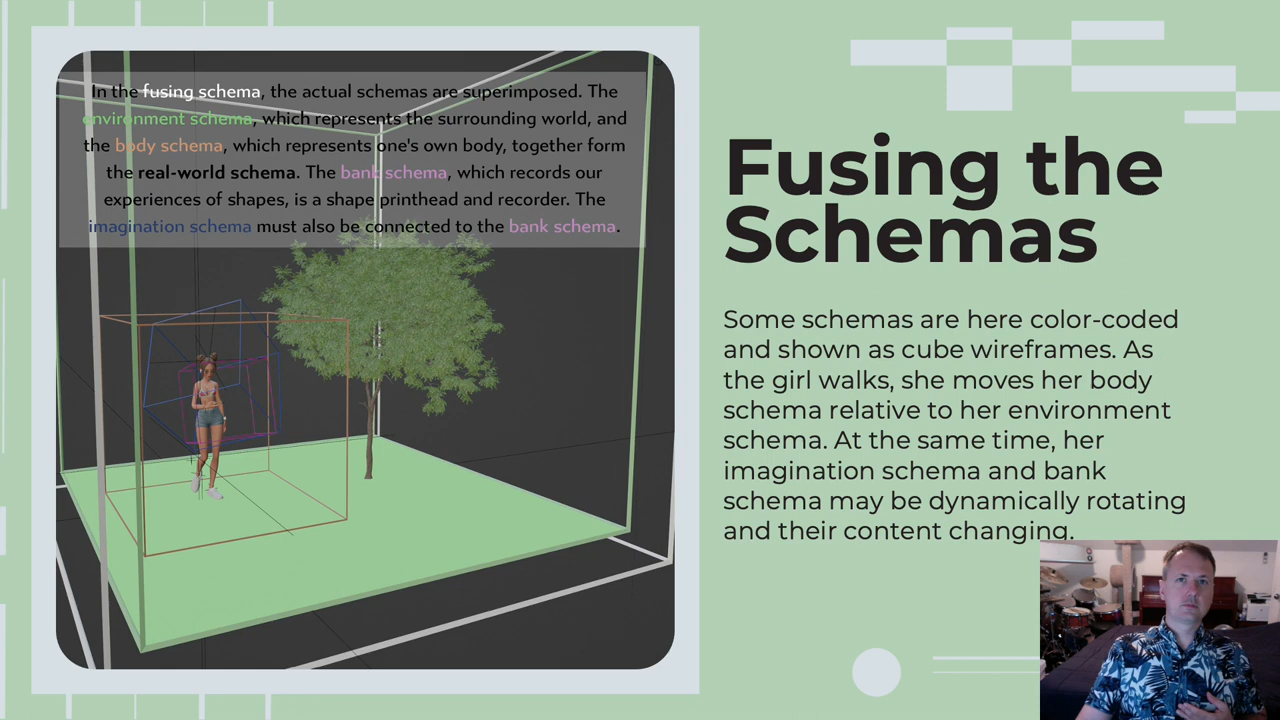 In the fusing schema, the actual schemas are superimposed. The
environment schema, which represents the surrounding world, and
the body schema, which represents one's own body, together form
the real-world schema. The bank schema, which records our
experiences of shapes, is a shape printhead and recorder. The
imagination schema must also be connected to the bank schema.
Fusing the
Schemas
Some schemas are here color-coded
and shown as cube wireframes. As
the girl walks, she moves her body
schema relative to her environment
schema. At the same time, her
imagination schema and bank
schema may be dynamically rotating
and their content changing.